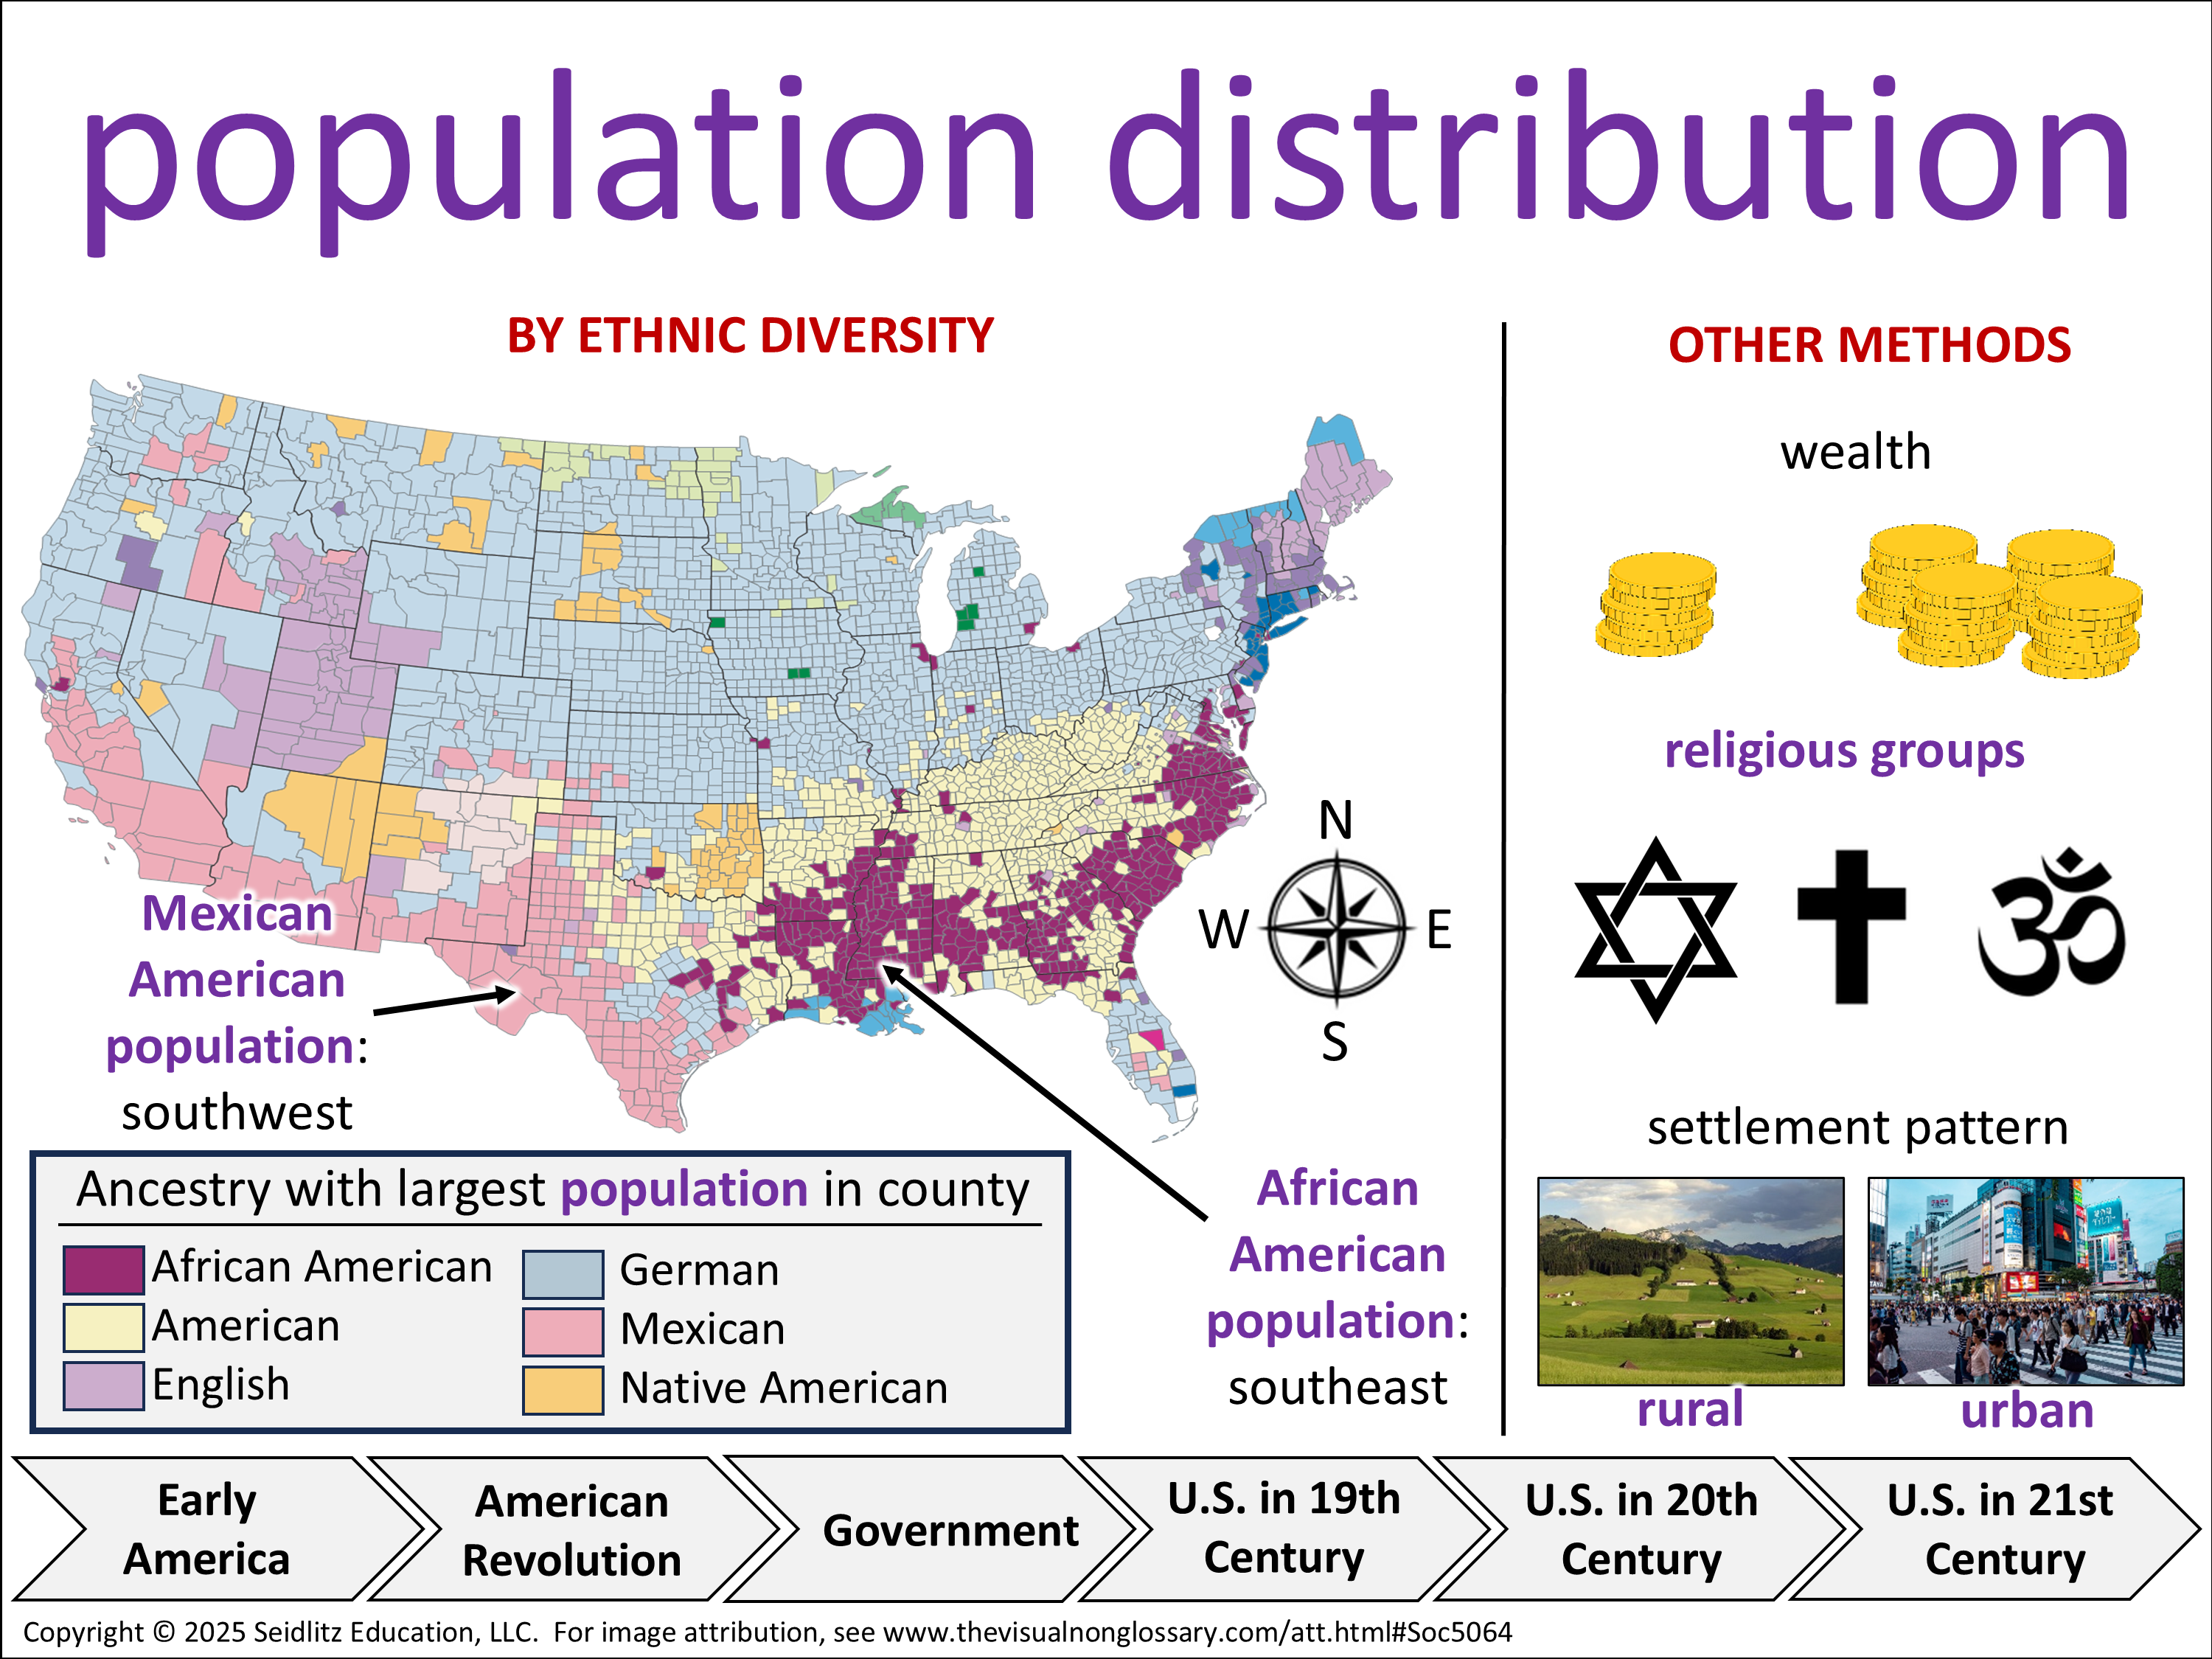 population distribution
BY ETHNIC DIVERSITY
Mexican
American
population:
southwest
N
W
E
S
African
American
population:
southeast
Ancestry with largest population in county
African American
American
English
German
Mexican
Native American
OTHER METHODS
wealth
religious groups
settlement pattern
rural
urban
Early
America
American
Revolution
Government
U.S. in 19th
Century
U.S. in 20th
Century
U.S. in 21st
Century
Copyright © 2025 Seidlitz Education, LLC.  For image attribution, see www.thevisualnonglossary.com/att.html#Soc5064